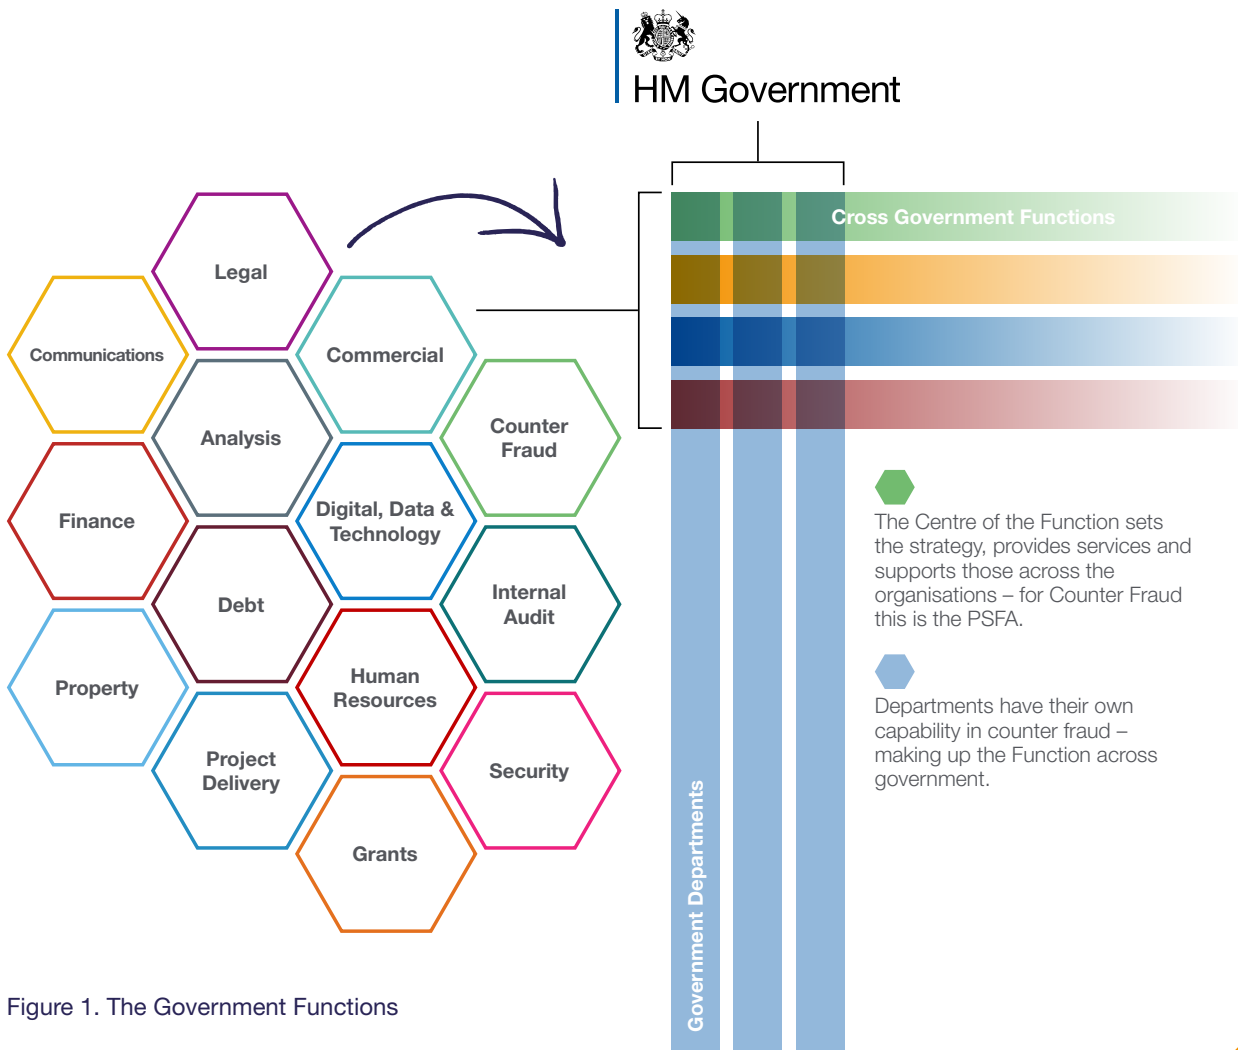 HM Government
Legal
Communications
Commercial
Analysis
Counter
Fraud
Finance
Digital, Data &
Technology
Debt
Internal
Audit
Property
Human
Resources
Project
Delivery
Security
Grants
Cross Government Functions
Government Departments
The Centre of the Function sets
the strategy, provides services and
supports those across the
organisations – for Counter Fraud
this is the PSFA.
Departments have their own
capability in counter fraud –
making up the Function across
government.
Figure 1. The Government Functions